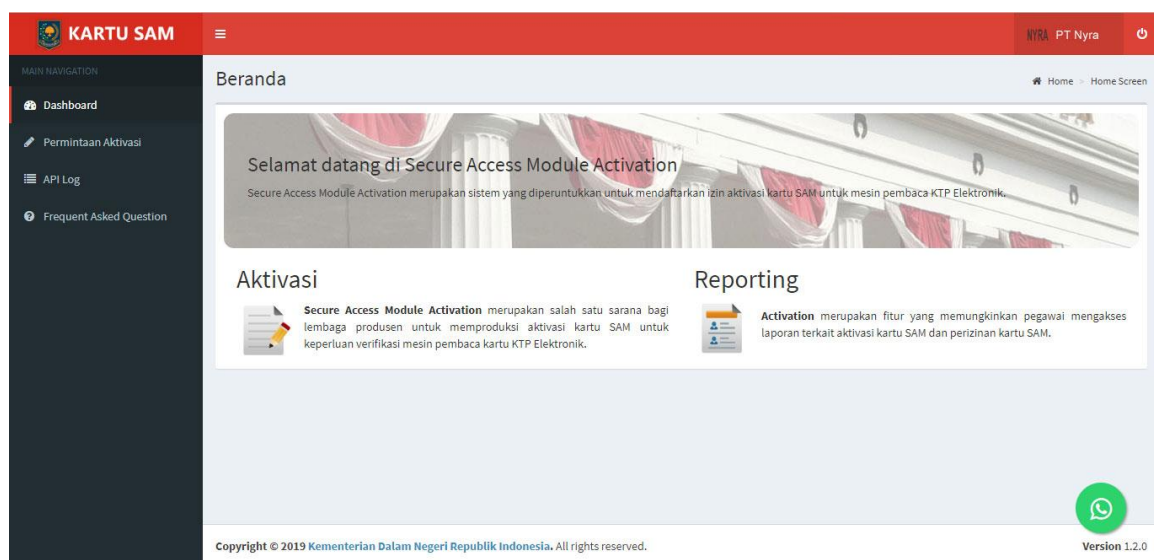 KARTU SAM
NYRA PT Nyra
MAIN NAVIGATION
Dashboard
Permintaan Aktivasi
API Log
Frequent Asked Question
Beranda
Home > Home Screen
Selamat datang di Secure Access Module Activation
Secure Access Module Activation merupakan sistem yang diperuntukkan untuk mendaftarkan izin aktivasi kartu SAM untuk mesin pembaca KTP Elektronik.
Aktivasi
Secure Access Module Activation merupakan salah satu sarana bagi
lembaga produsen untuk memproduksi aktivasi kartu SAM untuk
keperluan verifikasi mesin pembaca kartu KTP Elektronik.
Reporting
Activation merupakan fitur yang memungkinkan pegawai mengakses
laporan terkait aktivasi kartu SAM dan perizinan kartu SAM.
Copyright © 2019 Kementerian Dalam Negeri Republik Indonesia. All rights reserved.
Version 1.2.0